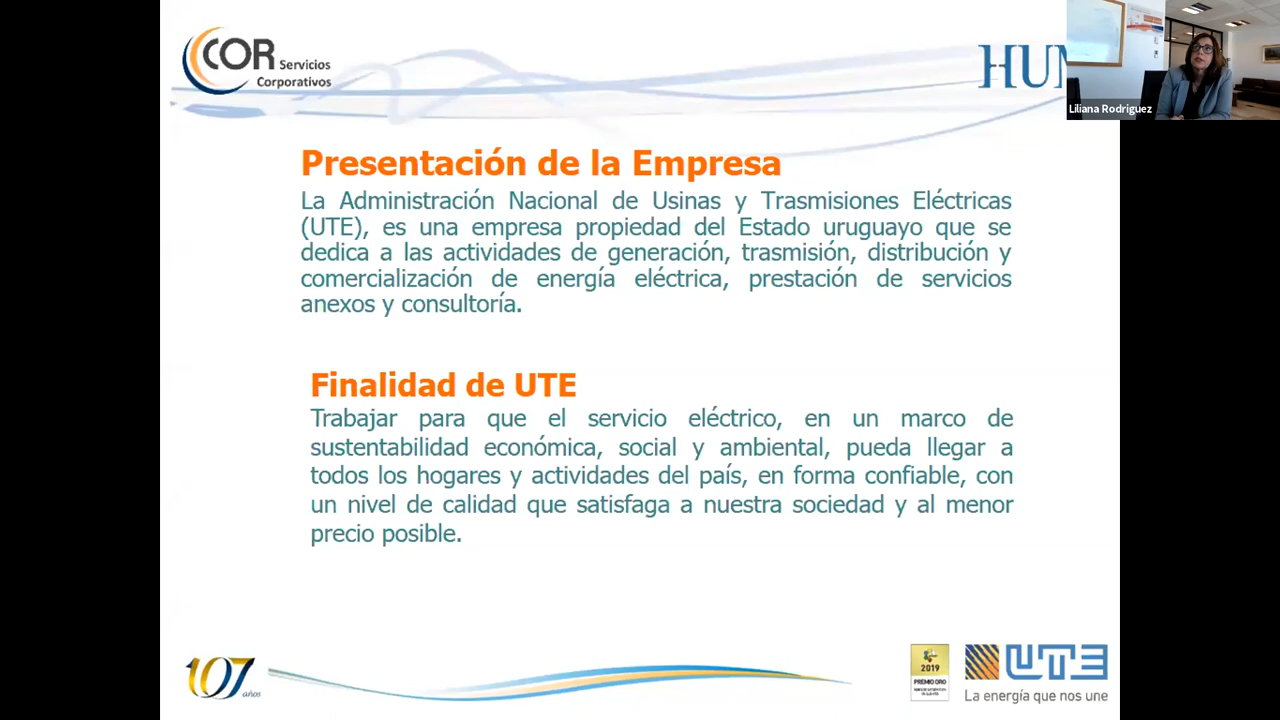 COR Servicios
Corporativos
HUM
Liliana Rodriguez
Presentación de la Empresa
La Administración Nacional de Usinas y Trasmisiones Eléctricas
(UTE), es una empresa propiedad del Estado uruguayo que se
dedica a las actividades de generación, trasmisión, distribución y
comercialización de energía eléctrica, prestación de servicios
anexos y consultoría.
Finalidad de UTE
Trabajar para que el servicio eléctrico, en un marco de
sustentabilidad económica, social y ambiental, pueda llegar a
todos los hogares y actividades del país, en forma confiable, con
un nivel de calidad que satisfaga a nuestra sociedad y al menor
precio posible.
107 años
2019
PREMIO ORO
UTE
La energía que nos une